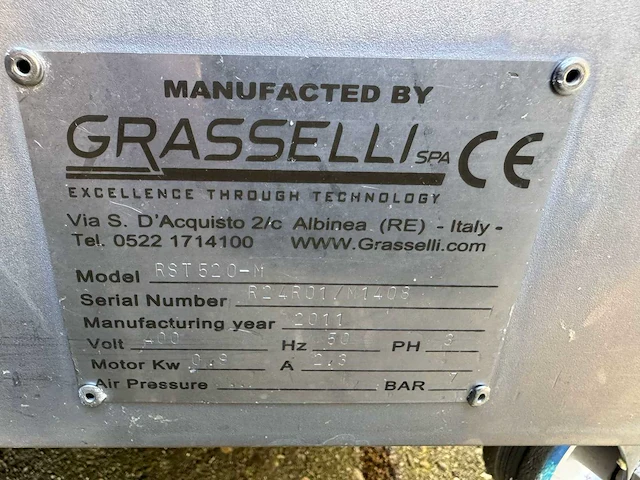 MANUFACTED BY
GRASSELLI SPA CE
EXCELLENCE THROUGH TECHNOLOGY
Via S. D'Acquisto 2/c Albinea (RE) - Italy -
Tel. 0522 1714100 WWW.Grasselli.com
Model RST520-M
Serial Number
Manufacturing year 2011
Volt 400 Hz 50 PH 3
Motor Kw A
Air Pressure BAR